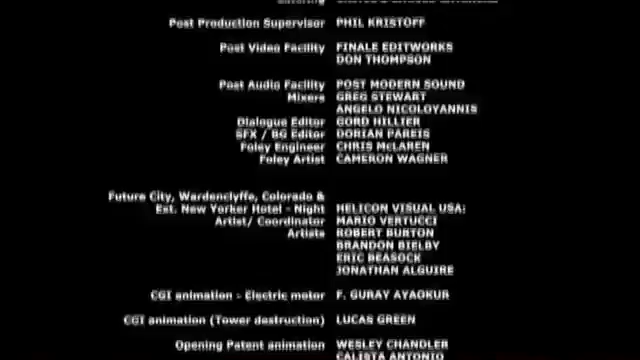 Post Production Supervisor PHIL KRISTOFF
Post Video Facility FINALE EDITWORKS
DON THOMPSON
Post Audio Facility POST MODERN SOUND
Mixers GREG STEWART
ANGELO NICOLOYANNIS
Dialogue Editor GORD HILLIER
SFX / BG Editor DORIAN PAREIS
Foley Engineer CHRIS McLAREN
Foley Artist CAMERON WAGNER
Future City, Wardenclyffe, Colorado &
Ext. New Yorker Hotel - Night HELICON VISUAL USA:
Artist/ Coordinator MARIO VERTUCCI
Artists ROBERT BURTON
BRANDON BIELBY
ERIC BEASOCK
JONATHAN ALGUIRE
CGI animation - Electric motor F. GURAY AYAOKUR
CGI animation (Tower destruction) LUCAS GREEN
Opening Patent animation WESLEY CHANDLER
CALISTA ANTONIO